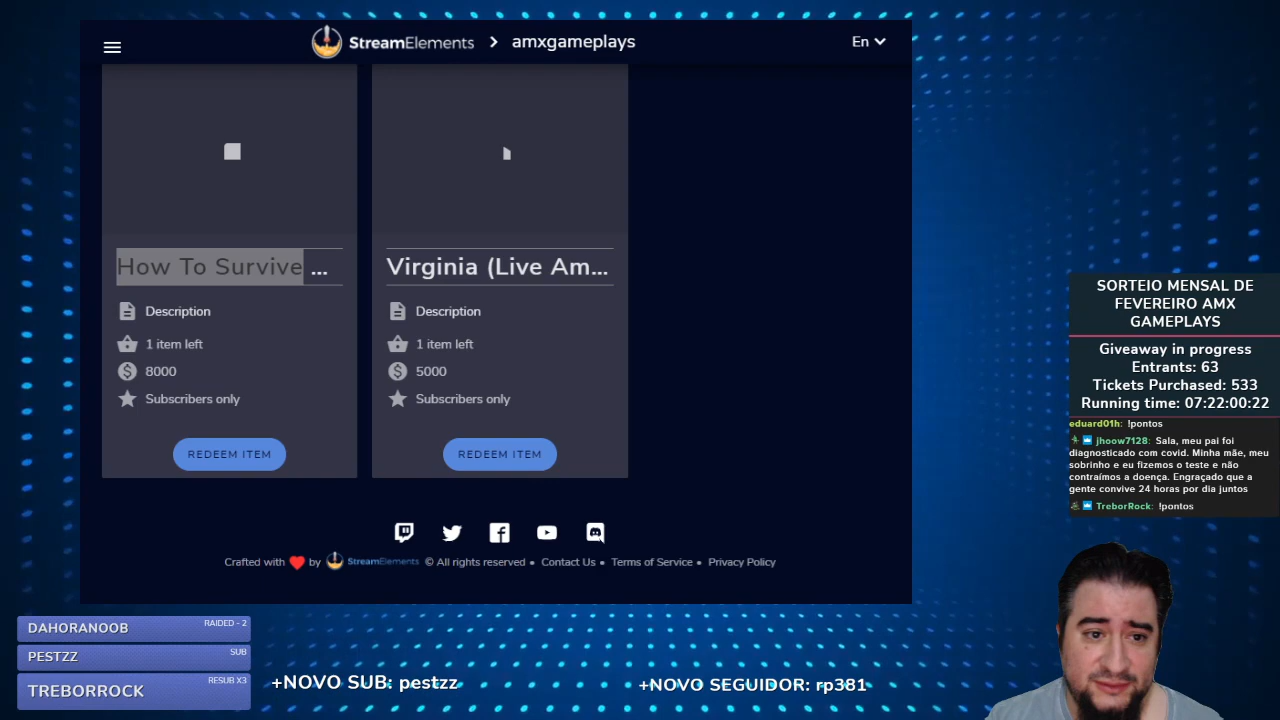 StreamElements > amxgameplays
En
How To Survive ...
Description
1 item left
8000
Subscribers only
REDEEM ITEM
Virginia (Live Am...
Description
1 item left
5000
Subscribers only
REDEEM ITEM
Crafted with ❤ by StreamElements © All rights reserved • Contact Us • Terms of Service • Privacy Policy
SORTEIO MENSAL DE
FEVEREIRO AMX
GAMEPLAYS
Giveaway in progress
Entrants: 63
Tickets Purchased: 533
Running time: 07:22:00:22
eduard01h: !pontos
jhoow7128: Sala, meu pai foi
diagnosticado com covid. Minha mãe, meu
sobrinho e eu fizemos o teste e não
contraímos a doença. Engraçado que a
gente convive 24 horas por dia juntos
TreborRock: !pontos
DAHORANOOB RAIDED - 2
PESTZZ SUB
TREBORROCK RESUB X3
+NOVO SUB: pestzz
+NOVO SEGUIDOR: rp381